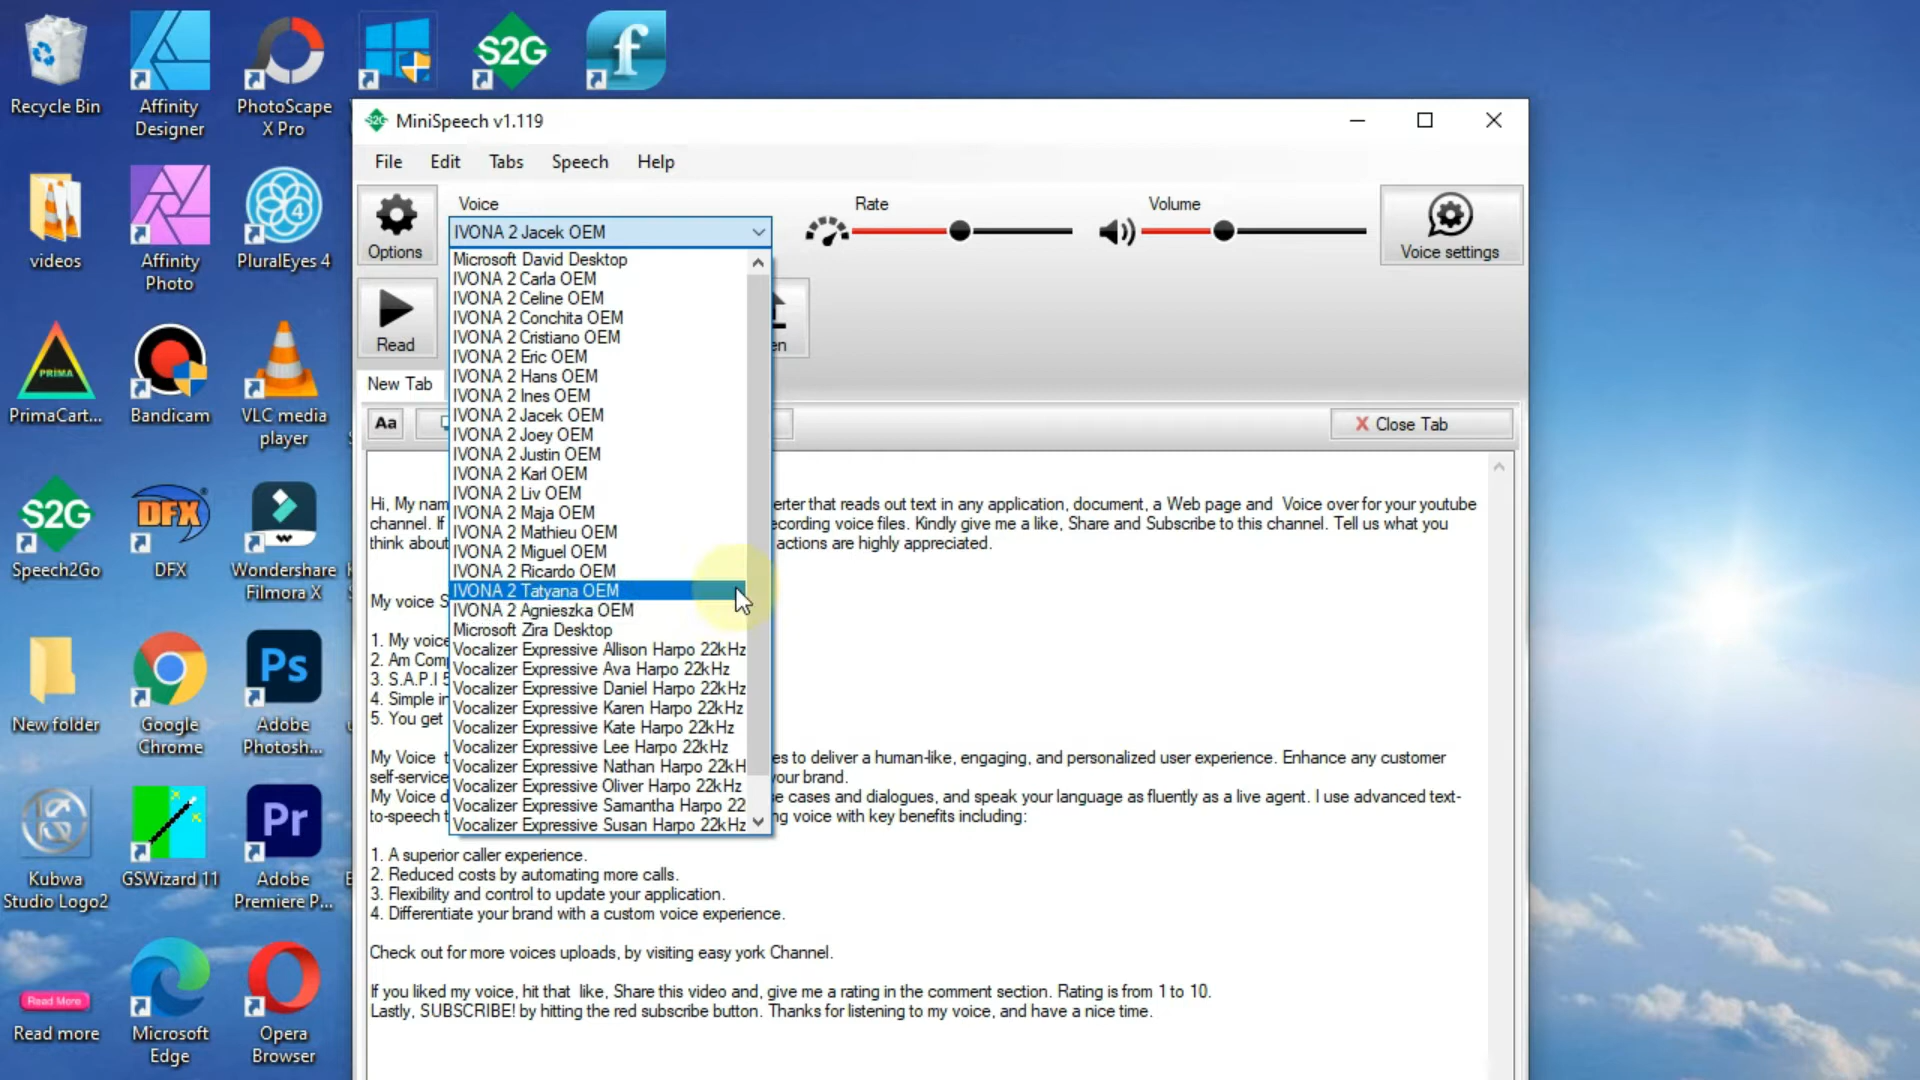 S2G
f
Recycle Bin
Affinity
Designer
PhotoScape
X Pro
MiniSpeech v1.119
File
Edit
Tabs
Speech
Help
Options
Voice
IVONA 2 Jacek OEM
Rate
Volume
Voice settings
videos
Affinity
Photo
4
PluralEyes 4
Microsoft David Desktop
IVONA 2 Carla OEM
IVONA 2 Celine OEM
IVONA 2 Conchita OEM
IVONA 2 Cristiano OEM
IVONA 2 Eric OEM
IVONA 2 Hans OEM
IVONA 2 Ines OEM
IVONA 2 Jacek OEM
IVONA 2 Joey OEM
IVONA 2 Justin OEM
IVONA 2 Karl OEM
IVONA 2 Liv OEM
IVONA 2 Maja OEM
IVONA 2 Mathieu OEM
IVONA 2 Miguel OEM
IVONA 2 Ricardo OEM
IVONA 2 Tatyana OEM
IVONA 2 Agnieszka OEM
Microsoft Zira Desktop
Vocalizer Expressive Allison Harpo 22kHz
Vocalizer Expressive Ava Harpo 22kHz
Vocalizer Expressive Daniel Harpo 22kHz
Vocalizer Expressive Karen Harpo 22kHz
Vocalizer Expressive Kate Harpo 22kHz
Vocalizer Expressive Lee Harpo 22kHz
Vocalizer Expressive Nathan Harpo 22kH
Vocalizer Expressive Oliver Harpo 22kHz
Vocalizer Expressive Samantha Harpo 22
Vocalizer Expressive Susan Harpo 22kHz
Read
en
New Tab
Aa
X Close Tab
PRIMA
PrimaCart...
Bandicam
VLC media
player
Hi, My nam erter that reads out text in any application, document, a Web page and Voice over for your youtube
channel. If ecording voice files. Kindly give me a like, Share and Subscribe to this channel. Tell us what you
think about actions are highly appreciated.
My voice S
1. My voice
2. Am Comp
3. S.A.P.I 5
4. Simple in
5. You get
My Voice t es to deliver a human-like, engaging, and personalized user experience. Enhance any customer
self-service your brand.
My Voice d se cases and dialogues, and speak your language as fluently as a live agent. I use advanced text-
to-speech t ng voice with key benefits including:
1. A superior caller experience.
2. Reduced costs by automating more calls.
3. Flexibility and control to update your application.
4. Differentiate your brand with a custom voice experience.
Check out for more voices uploads, by visiting easy york Channel.
If you liked my voice, hit that like, Share this video and, give me a rating in the comment section. Rating is from 1 to 10.
Lastly, SUBSCRIBE! by hitting the red subscribe button. Thanks for listening to my voice, and have a nice time.
S2G
Speech2Go
DFX
DFX
Wondershare
Filmora X
New folder
Google
Chrome
Ps
Adobe
Photosh...
Kubwa
Studio Logo2
GSWizard 11
Pr
Adobe
Premiere P...
Read More
Read more
Microsoft
Edge
Opera
Browser